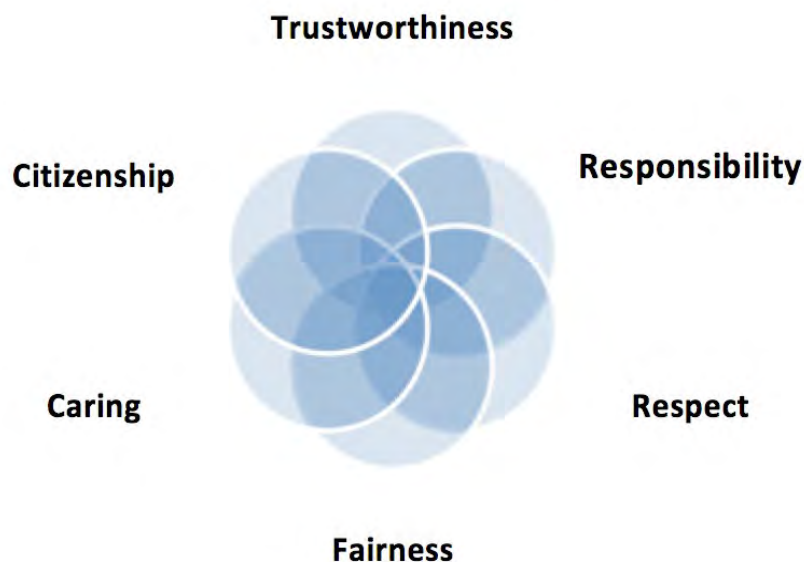 Trustworthiness
Citizenship
Responsibility
Caring
Respect
Fairness